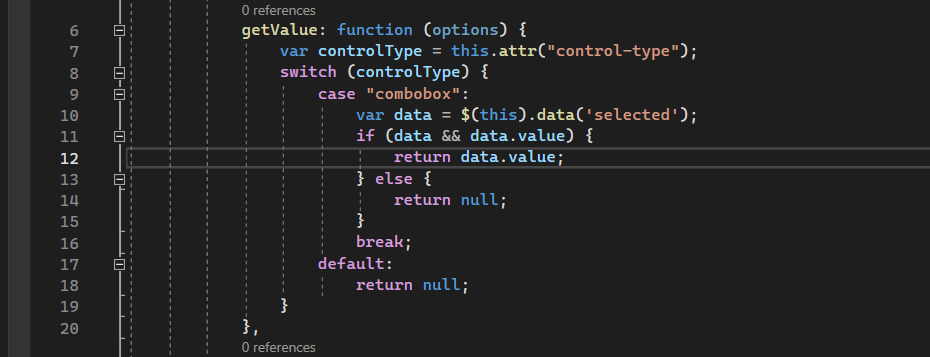 0 references
6 getValue: function (options) {
7 var controlType = this.attr("control-type");
8 switch (controlType) {
9 case "combobox":
10 var data = $(this).data('selected');
11 if (data && data.value) {
12 return data.value;
13 } else {
14 return null;
15 }
16 break;
17 default:
18 return null;
19 }
20 },
0 references